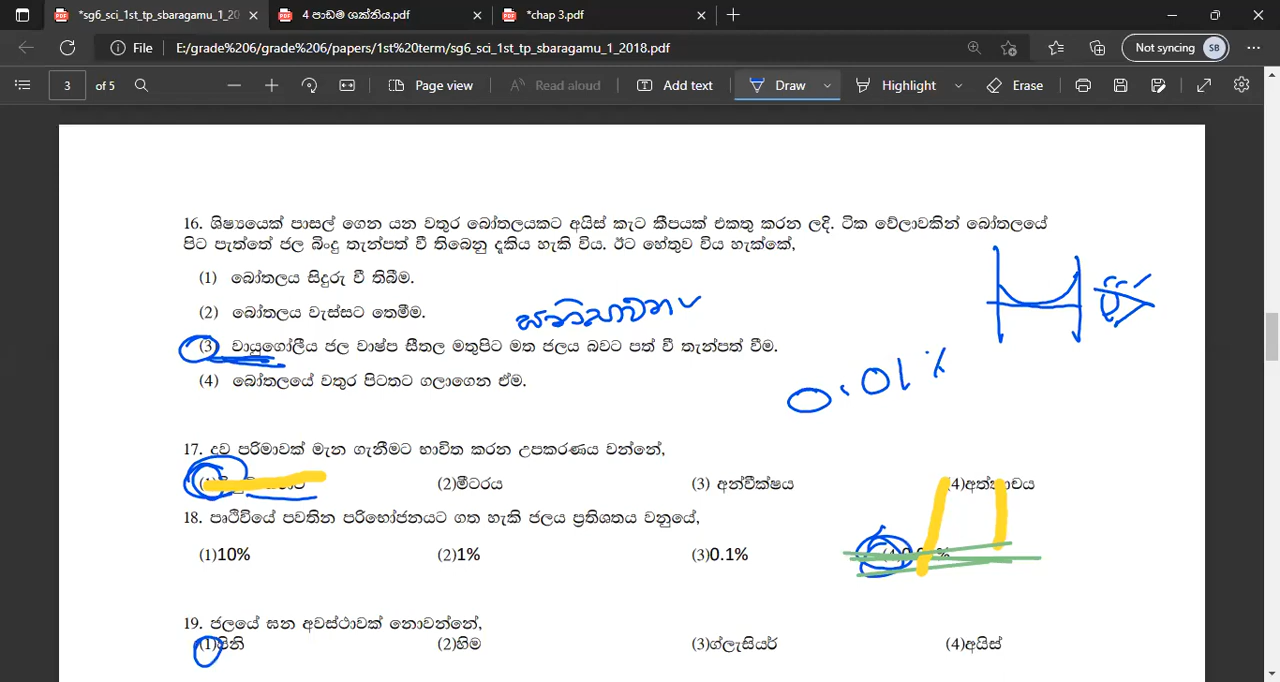 *sg6_sci_1st_tp_sbaragamu_1_20
4 පාඩම ශක්තිය.pdf
*chap 3.pdf
File
E:/grade%206/grade%206/papers/1st%20term/sg6_sci_1st_tp_sbaragamu_1_2018.pdf
Not syncing SB
3 of 5
Page view
Read aloud
Add text
Draw
Highlight
Erase
16. ශිෂ්‍යයෙක් පාසල් ගෙන යන වතුර බෝතලයකට අයිස් කැට කීපයක් එකතු කරන ලදි. ටික වේලාවකින් බෝතලයේ
පිට පැත්තේ ජල බිංදු තැන්පත් වී තිබෙනු දැකිය හැකි විය. ඊට හේතුව විය හැක්කේ,
(1) බෝතලය සිදුරු වී තිබීම.
(2) බෝතලය වැස්සට තෙමීම.
(3) වායුගෝලීය ජල වාෂ්ප සීතල මතුපිට මත ජලය බවට පත් වී තැන්පත් වීම.
(4) බෝතලයේ වතුර පිටතට ගලාගෙන ඒම.
0.01%
17. ද්‍රව පරිමාවක් මැන ගැනීමට භාවිත කරන උපකරණය වන්නේ,
(2)මීටරය
(3) අන්වීක්ෂය
18. පෘථිවියේ පවතින පරිභෝජනයට ගත හැකි ජලය ප්‍රතිශතය වනුයේ,
(1)10%
(2)1%
(3)0.1%
19. ජලයේ ඝන අවස්ථාවක් නොවන්නේ,
(1)පිනි
(2)හිම
(3)ග්ලැසියර්
(4)අයිස්